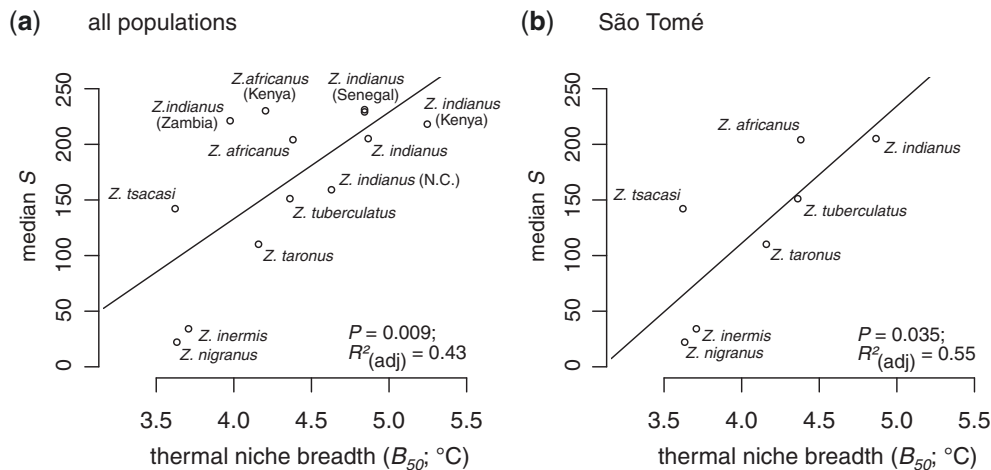 (a) all populations
median S
250
200
150
100
50
0
Z.africanus
(Kenya)
Z. indianus
(Senegal)
Z.indianus
(Zambia)
Z. indianus
(Kenya)
Z. africanus
Z. indianus
Z. indianus (N.C.)
Z. tsacasi
Z. tuberculatus
Z. taronus
Z. inermis
Z. nigranus
P = 0.009;
R²(adj) = 0.43
3.5 4.0 4.5 5.0 5.5
thermal niche breadth (B50; °C)
(b) São Tomé
median S
250
200
150
100
50
0
Z. africanus
Z. indianus
Z. tsacasi
Z. tuberculatus
Z. taronus
Z. inermis
Z. nigranus
P = 0.035;
R²(adj) = 0.55
3.5 4.0 4.5 5.0 5.5
thermal niche breadth (B50; °C)